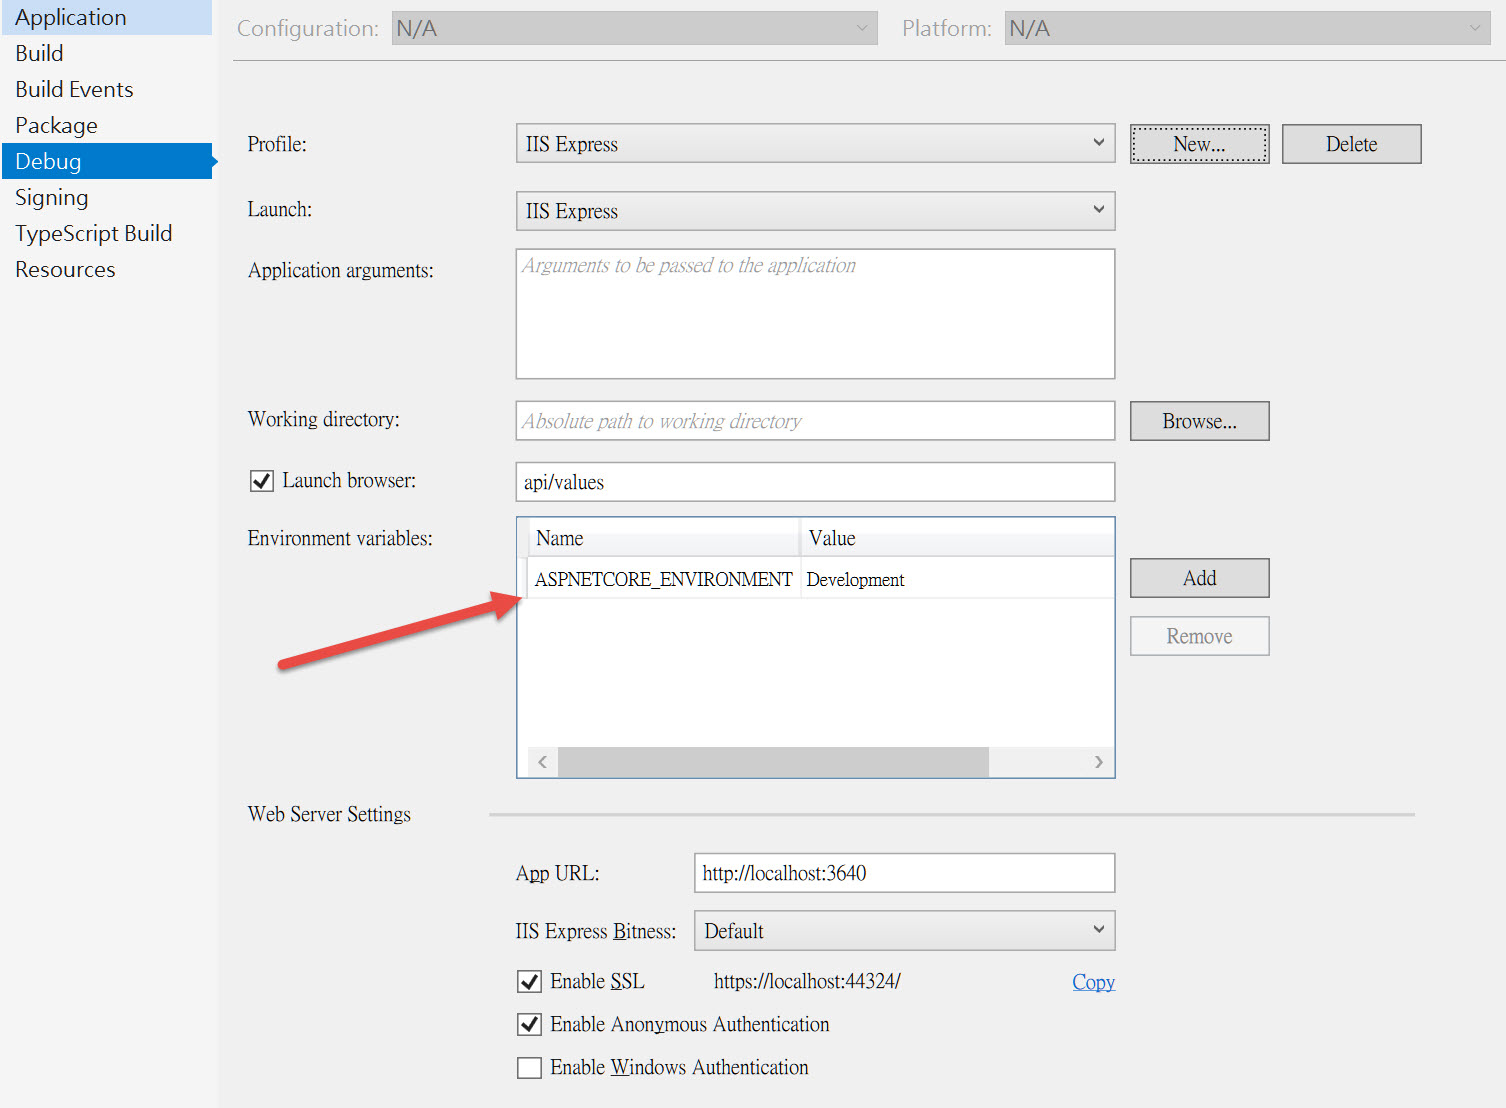 Application
Build
Build Events
Package
Debug
Signing
TypeScript Build
Resources
Configuration: N/A Platform: N/A
Profile: IIS Express New... Delete
Launch: IIS Express
Application arguments: Arguments to be passed to the application
Working directory: Absolute path to working directory Browse...
Launch browser: api/values
Environment variables: Name Value
ASPNETCORE_ENVIRONMENT Development Add
Remove
Web Server Settings
App URL: http://localhost:3640
IIS Express Bitness: Default
Enable SSL https://localhost:44324/ Copy
Enable Anonymous Authentication
Enable Windows Authentication